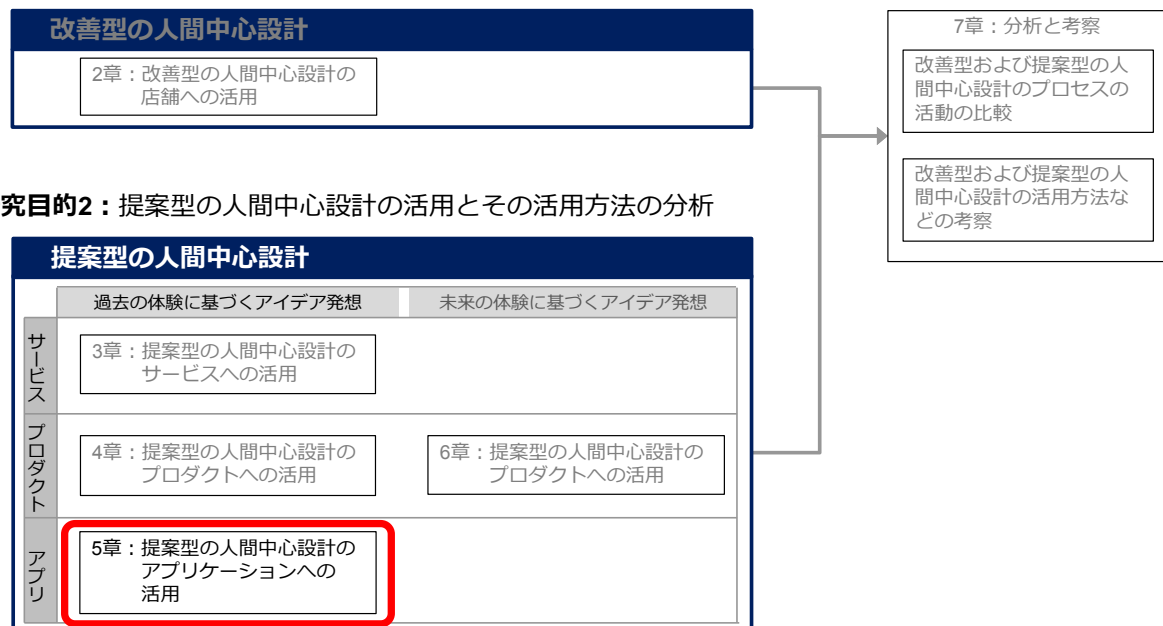 改善型の人間中心設計
2章：改善型の人間中心設計の
店舗への活用
7章：分析と考察
改善型および提案型の人
間中心設計のプロセスの
活動の比較
改善型および提案型の人
間中心設計の活用方法な
どの考察
究目的2：提案型の人間中心設計の活用とその活用方法の分析
提案型の人間中心設計
過去の体験に基づくアイデア発想
未来の体験に基づくアイデア発想
サービス
3章：提案型の人間中心設計の
サービスへの活用
プロダクト
4章：提案型の人間中心設計の
プロダクトへの活用
6章：提案型の人間中心設計の
プロダクトへの活用
アプリ
5章：提案型の人間中心設計の
アプリケーションへの
活用